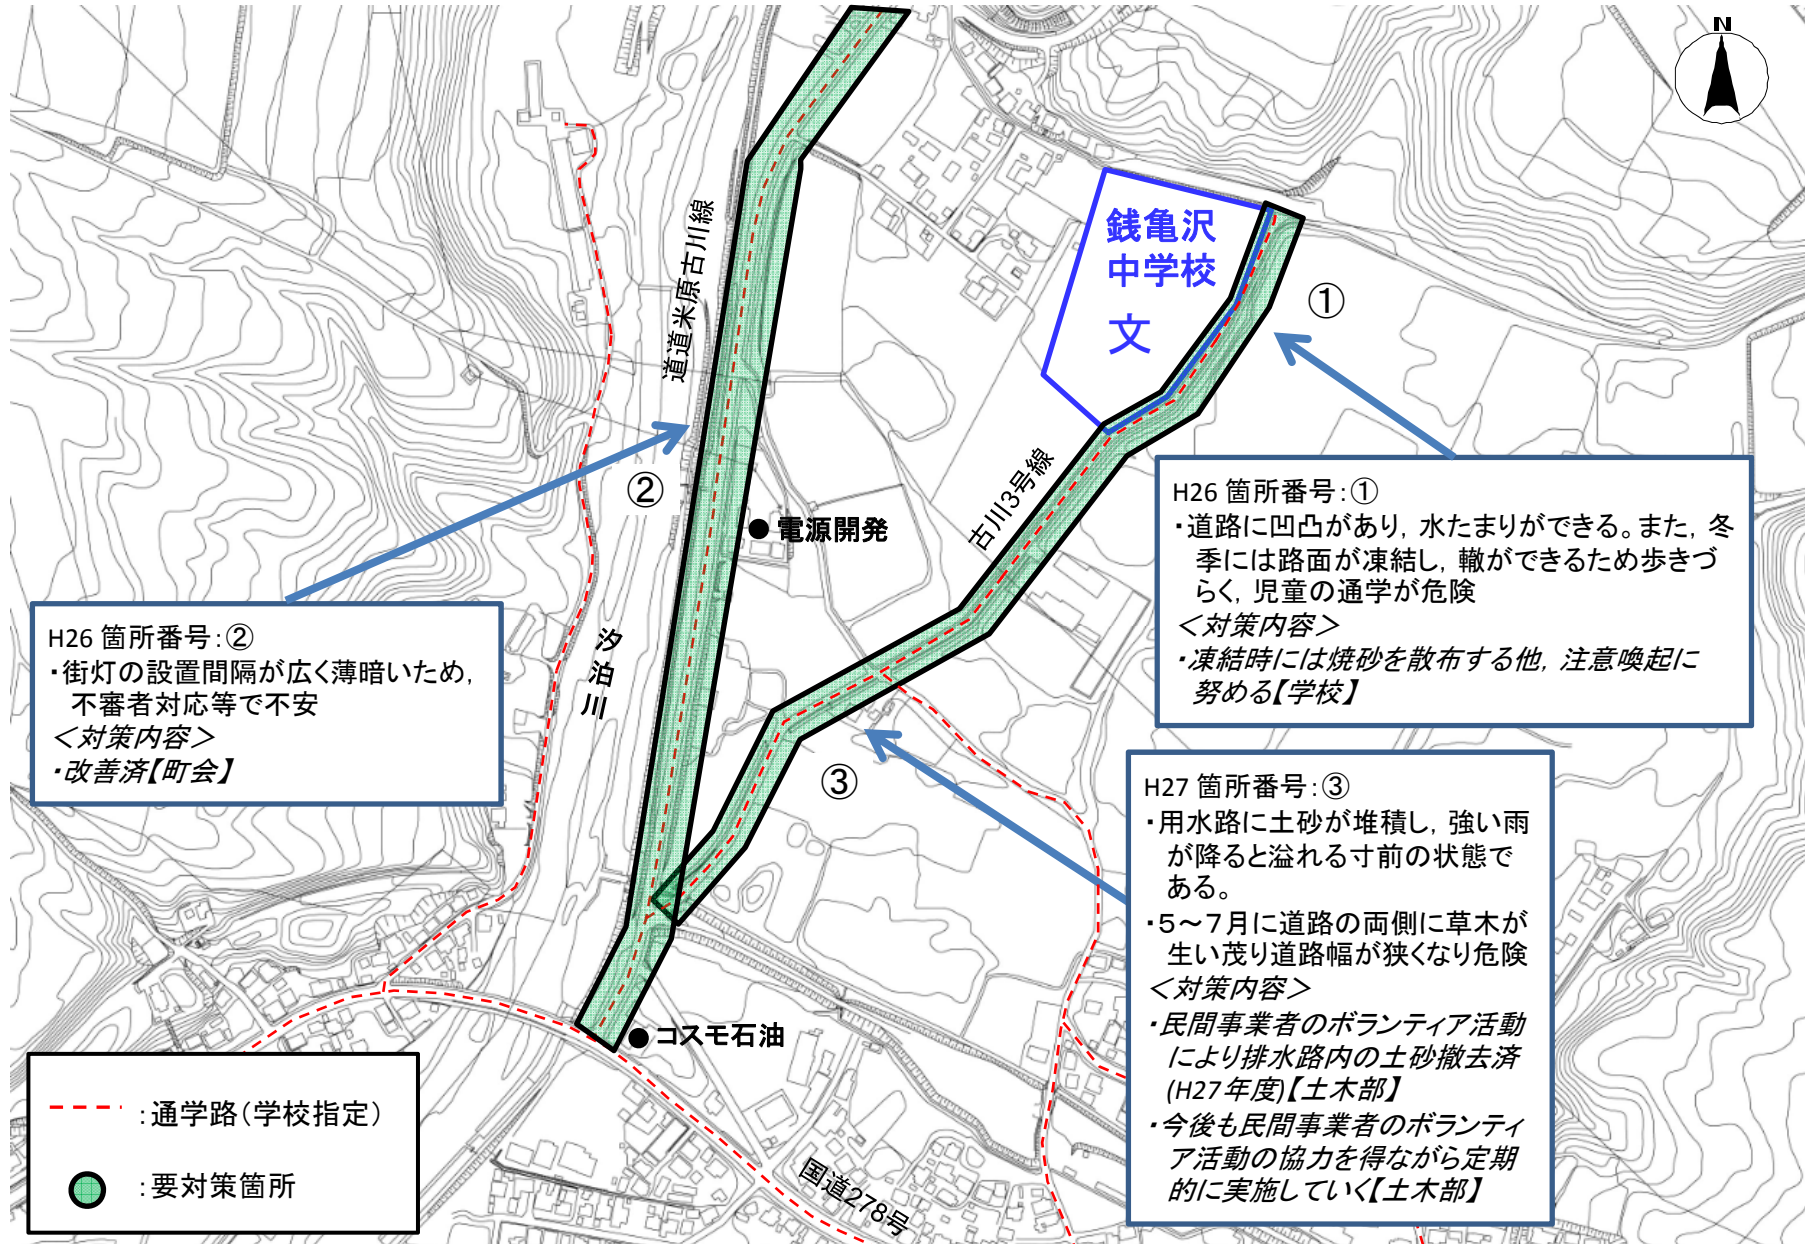 N
銭亀沢
中学校
文
①
道道米原古川線
②
電源開発
古川3号線
H26 箇所番号:①
・道路に凹凸があり, 水たまりができる。また, 冬
季には路面が凍結し, 轍ができるため歩きづ
らく, 児童の通学が危険
＜対策内容＞
・凍結時には焼砂を散布する他, 注意喚起に
努める【学校】
H26 箇所番号:②
・街灯の設置間隔が広く薄暗いため,
不審者対応等で不安
＜対策内容＞
・改善済【町会】
汐泊川
③
H27 箇所番号:③
・用水路に土砂が堆積し, 強い雨
が降ると溢れる寸前の状態で
ある。
・5～7月に道路の両側に草木が
生い茂り道路幅が狭くなり危険
＜対策内容＞
・民間事業者のボランティア活動
により排水路内の土砂撤去済
(H27年度)【土木部】
・今後も民間事業者のボランティ
ア活動の協力を得ながら定期
的に実施していく【土木部】
コスモ石油
国道278号
:通学路(学校指定)
:要対策箇所